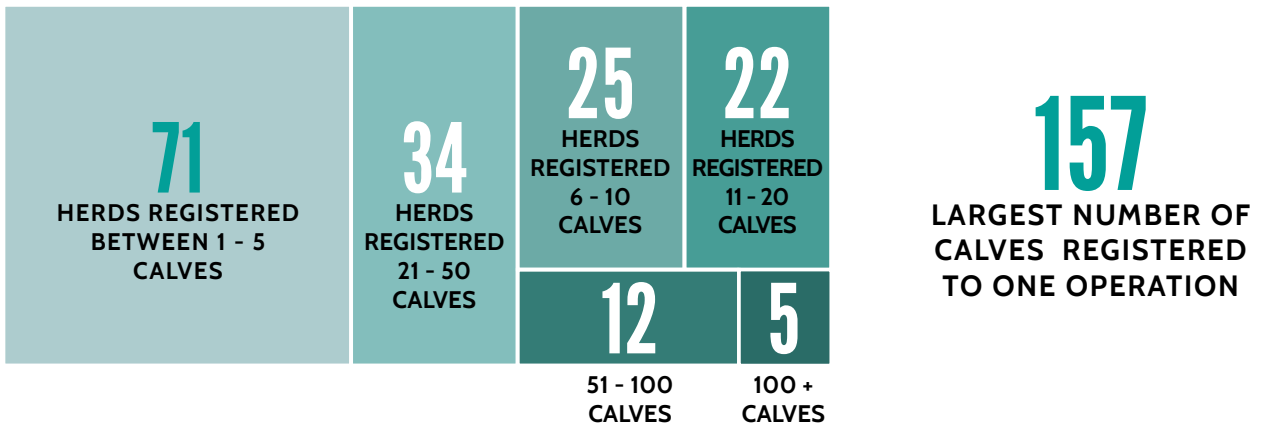 71
HERDS REGISTERED
BETWEEN 1 - 5
CALVES
34
HERDS
REGISTERED
21 - 50
CALVES
25
HERDS
REGISTERED
6 - 10
CALVES
22
HERDS
REGISTERED
11 - 20
CALVES
12
51 - 100
CALVES
5
100 +
CALVES
157
LARGEST NUMBER OF
CALVES REGISTERED
TO ONE OPERATION